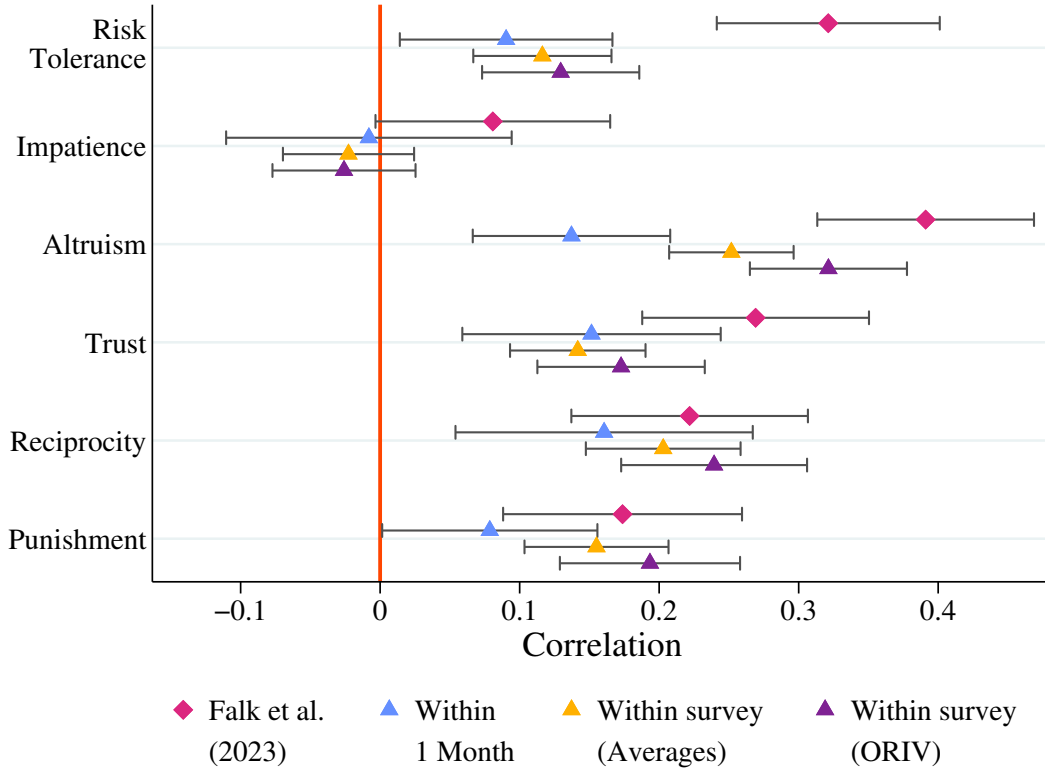 Risk
Tolerance
Impatience
Altruism
Trust
Reciprocity
Punishment
−0.1 0 0.1 0.2 0.3 0.4
Correlation
Falk et al. Within Within survey Within survey
(2023) 1 Month (Averages) (ORIV)